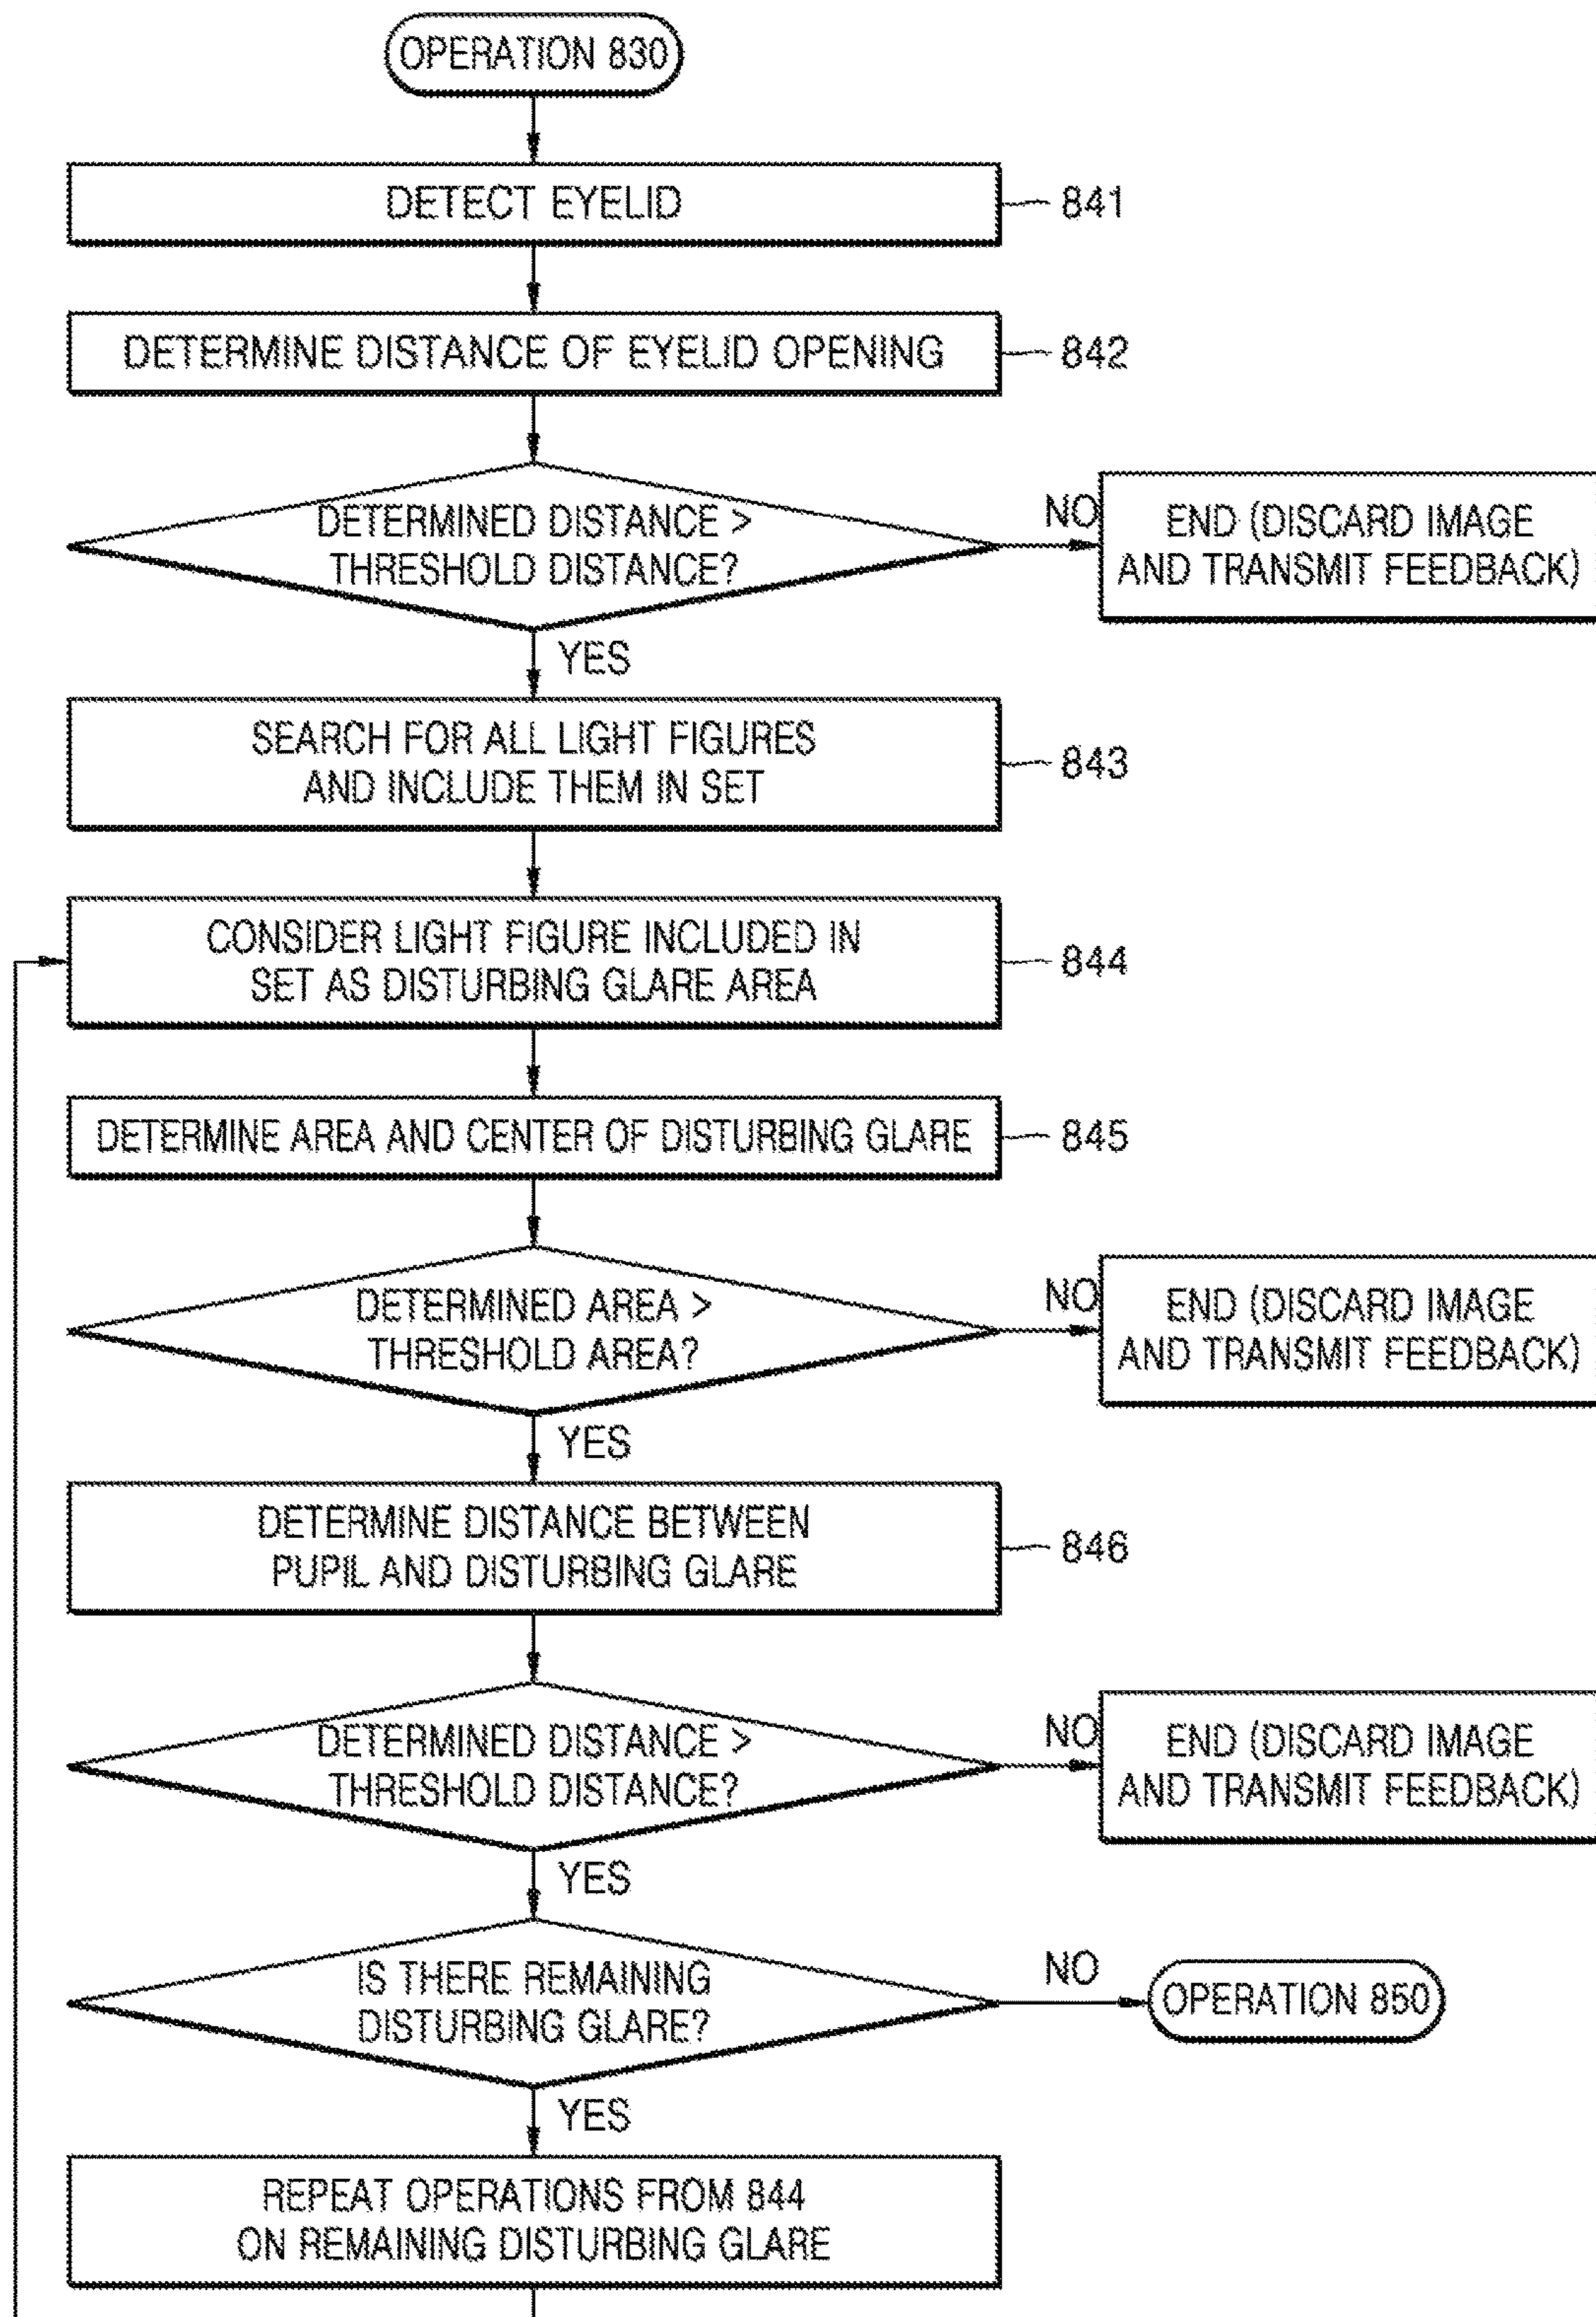 OPERATION 830
DETECT EYELID
841
DETERMINE DISTANCE OF EYELID OPENING
842
DETERMINED DISTANCE >
THRESHOLD DISTANCE?
NO
END (DISCARD IMAGE
AND TRANSMIT FEEDBACK)
YES
SEARCH FOR ALL LIGHT FIGURES
AND INCLUDE THEM IN SET
843
CONSIDER LIGHT FIGURE INCLUDED IN
SET AS DISTURBING GLARE AREA
844
DETERMINE AREA AND CENTER OF DISTURBING GLARE
845
DETERMINED AREA >
THRESHOLD AREA?
NO
END (DISCARD IMAGE
AND TRANSMIT FEEDBACK)
YES
DETERMINE DISTANCE BETWEEN
PUPIL AND DISTURBING GLARE
846
DETERMINED DISTANCE >
THRESHOLD DISTANCE?
NO
END (DISCARD IMAGE
AND TRANSMIT FEEDBACK)
YES
IS THERE REMAINING
DISTURBING GLARE?
NO
OPERATION 850
YES
REPEAT OPERATIONS FROM 844
ON REMAINING DISTURBING GLARE